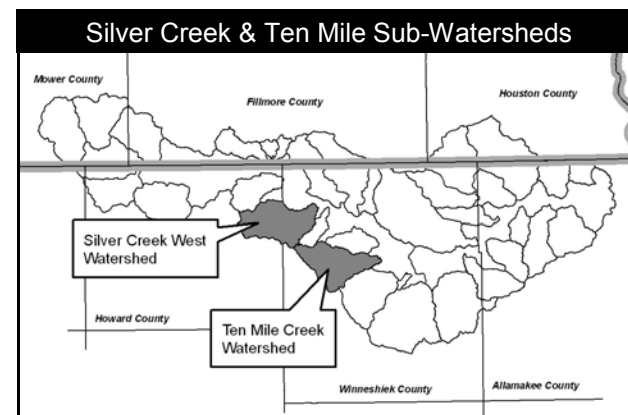 Silver Creek & Ten Mile Sub-Watersheds
Mower County
Fillmore County
Houston County
Silver Creek West
Watershed
Howard County
Ten Mile Creek
Watershed
Winneshiek County
Allamakee County